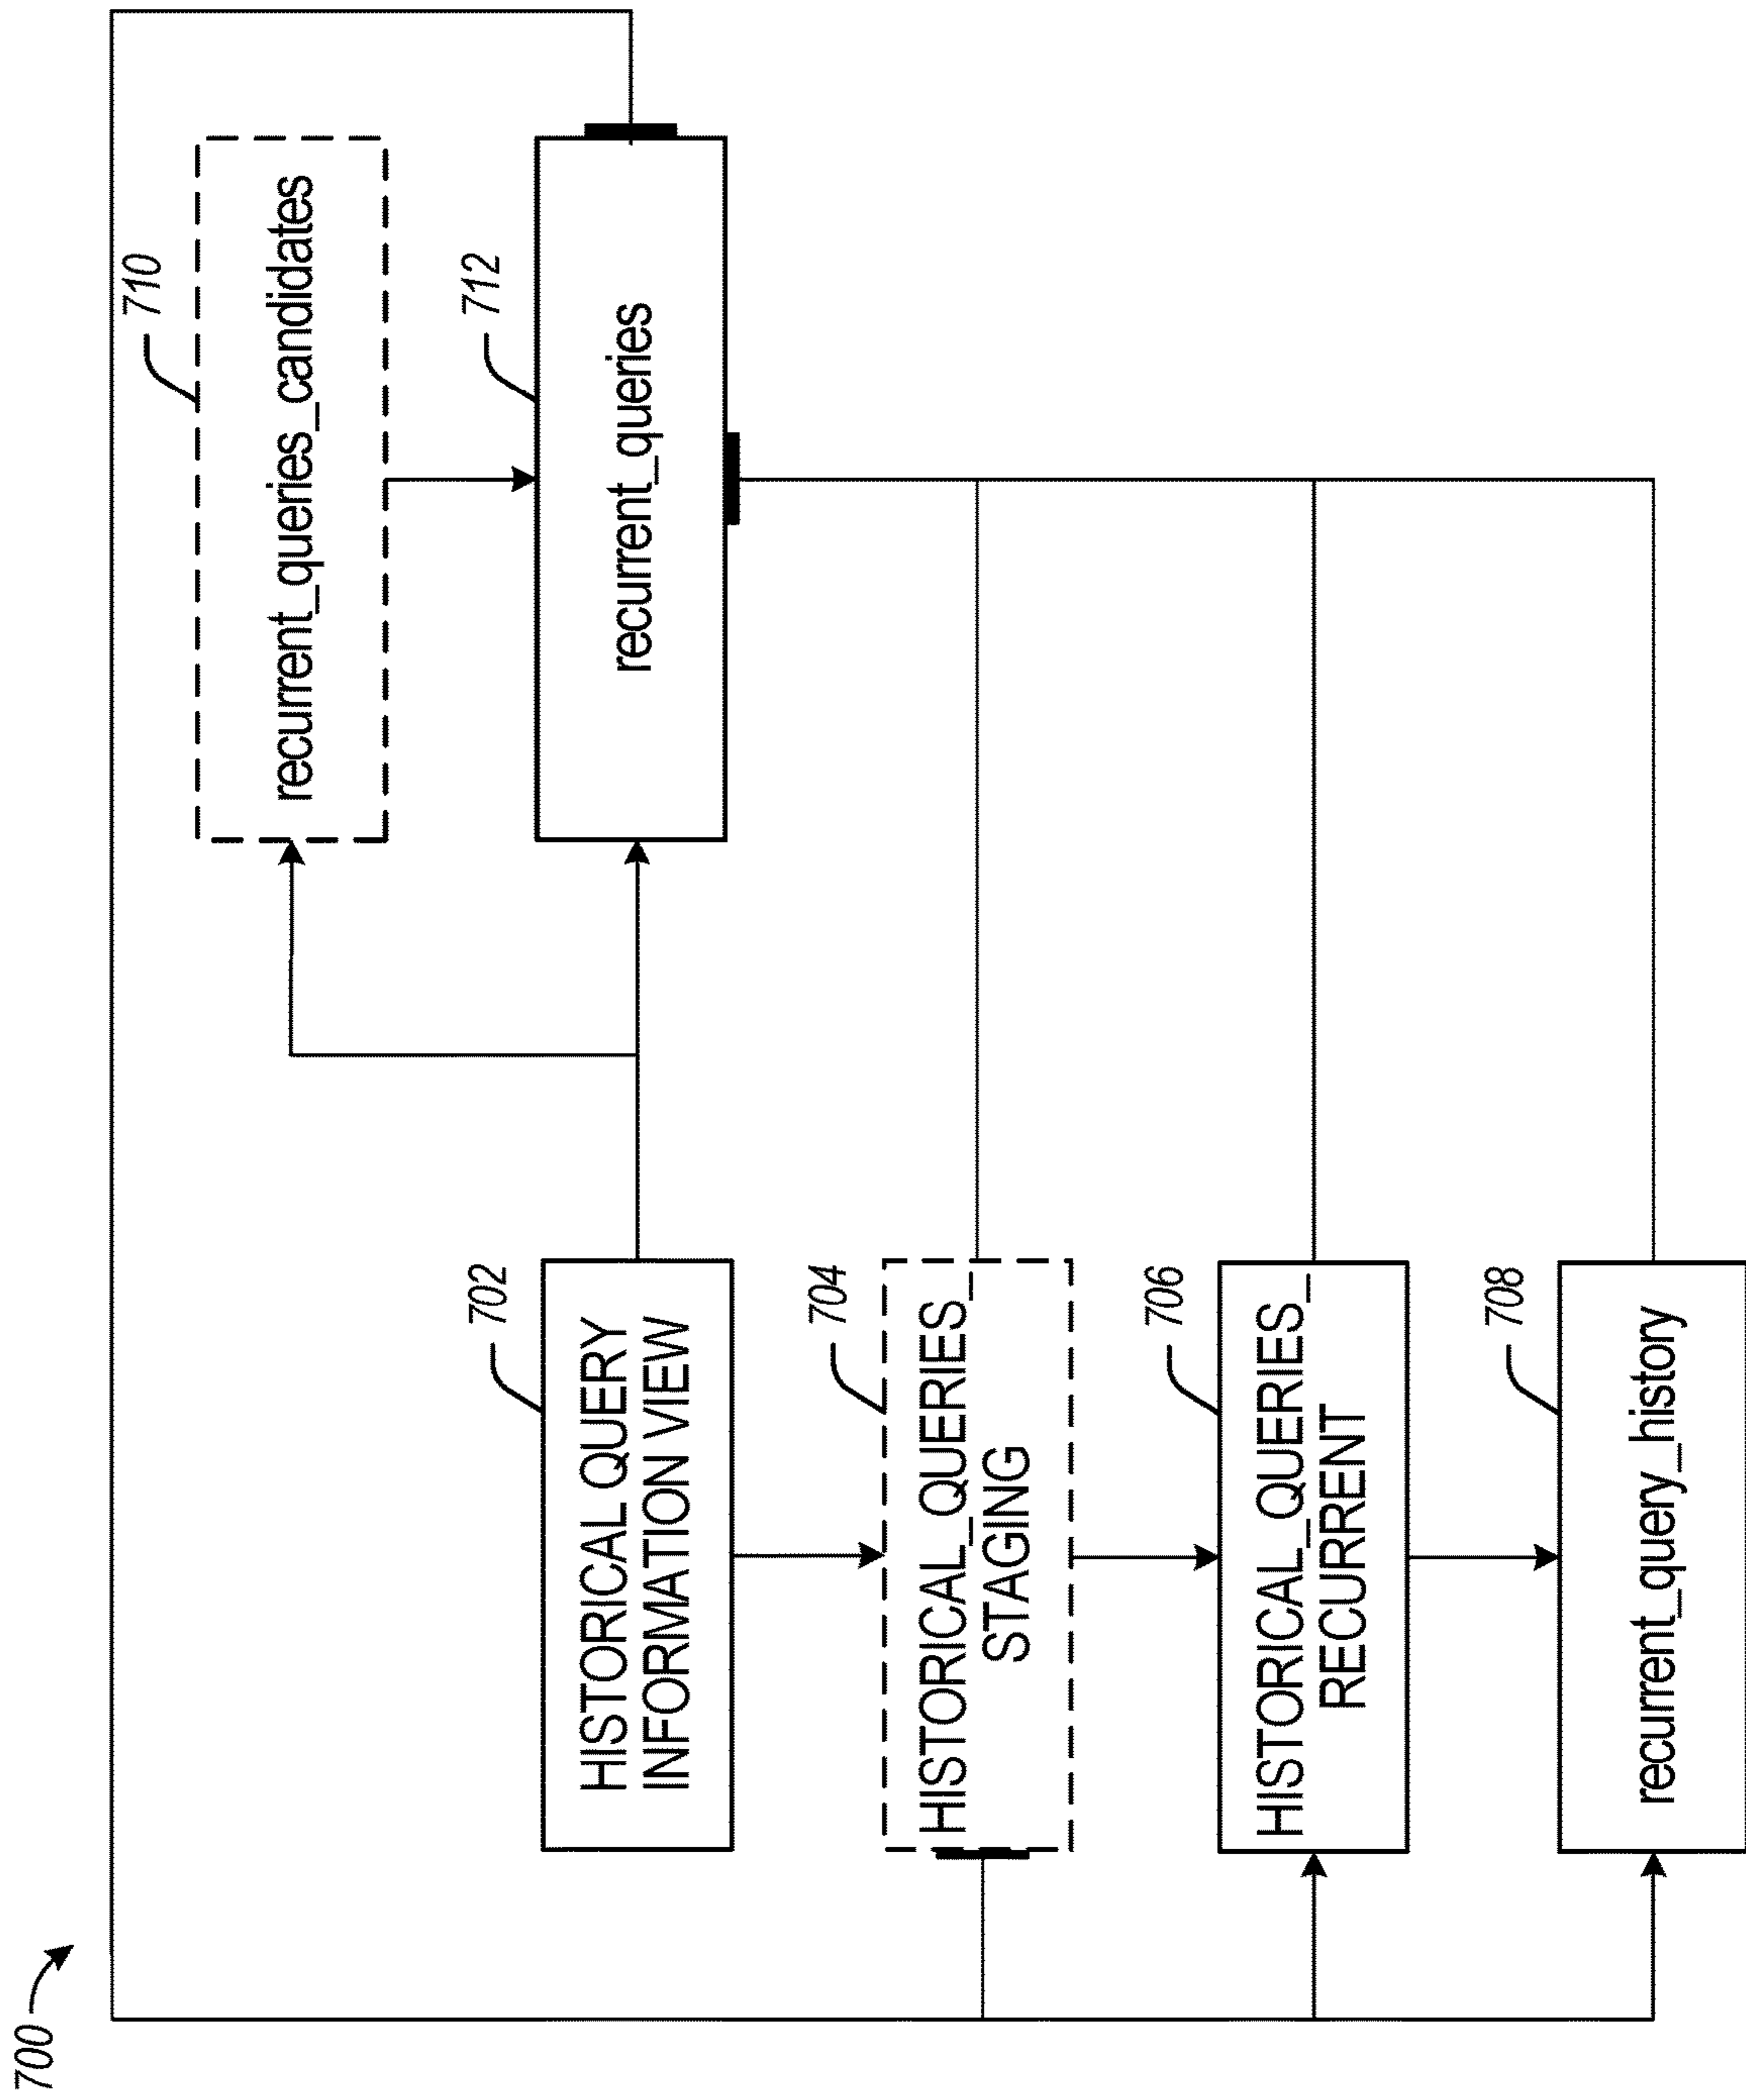 700
702
HISTORICAL QUERY
INFORMATION VIEW
710
recurrent_queries_candidates
712
recurrent_queries
704
HISTORICAL_QUERIES_
STAGING
706
HISTORICAL_QUERIES_
RECURRENT
708
recurrent_query_history